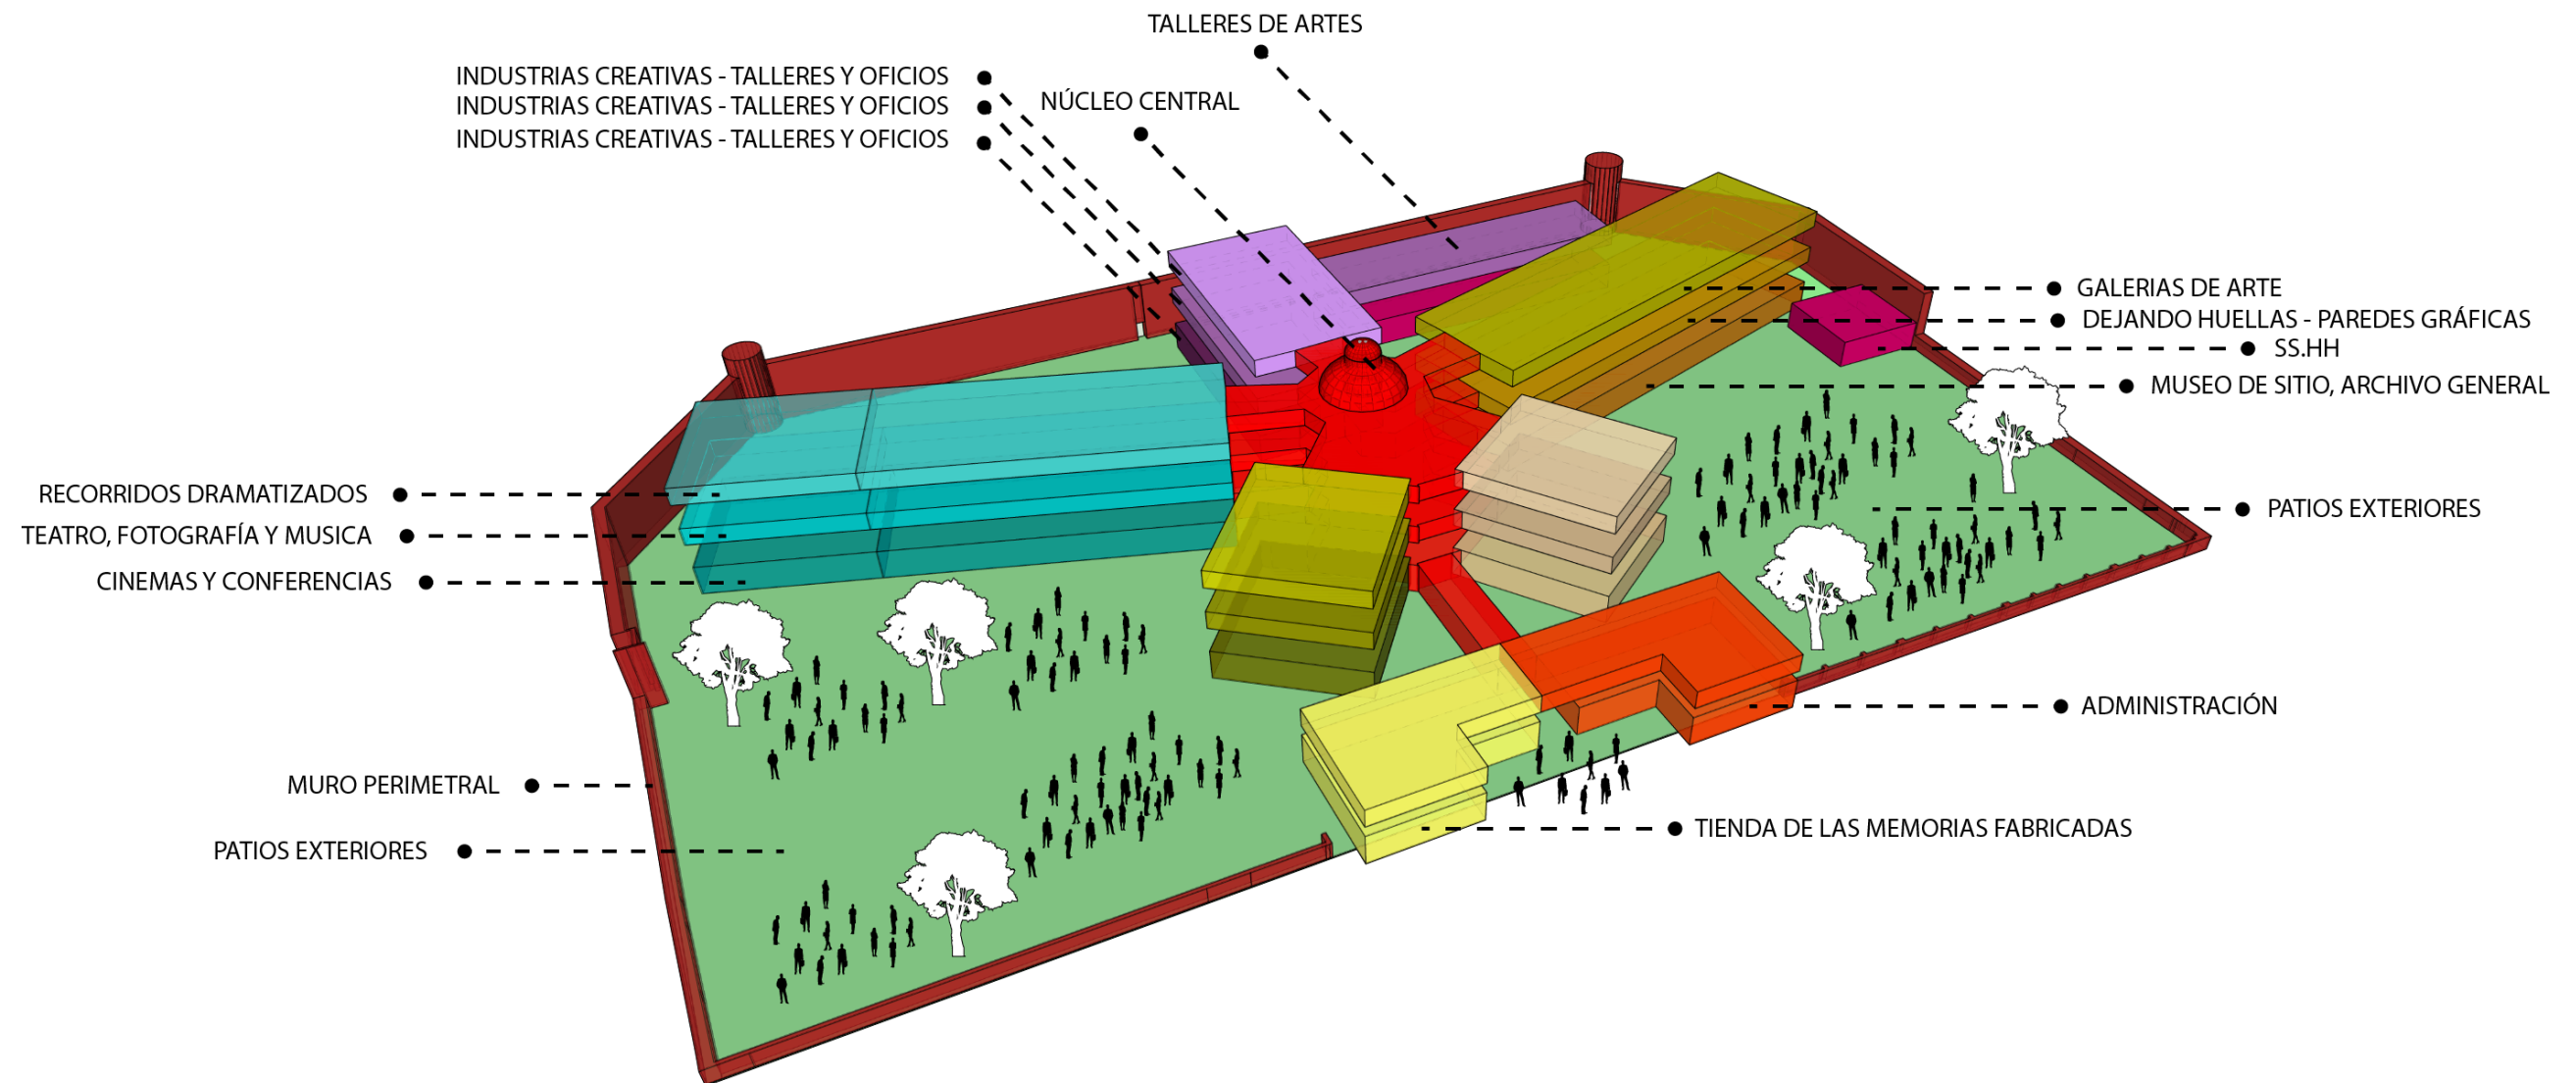 TALLERES DE ARTES
INDUSTRIAS CREATIVAS - TALLERES Y OFICIOS
INDUSTRIAS CREATIVAS - TALLERES Y OFICIOS
INDUSTRIAS CREATIVAS - TALLERES Y OFICIOS
NÚCLEO CENTRAL
GALERIAS DE ARTE
DEJANDO HUELLAS - PAREDES GRÁFICAS
SS.HH
MUSEO DE SITIO, ARCHIVO GENERAL
RECORRIDOS DRAMATIZADOS
TEATRO, FOTOGRAFÍA Y MUSICA
CINEMAS Y CONFERENCIAS
PATIOS EXTERIORES
ADMINISTRACIÓN
MURO PERIMETRAL
TIENDA DE LAS MEMORIAS FABRICADAS
PATIOS EXTERIORES